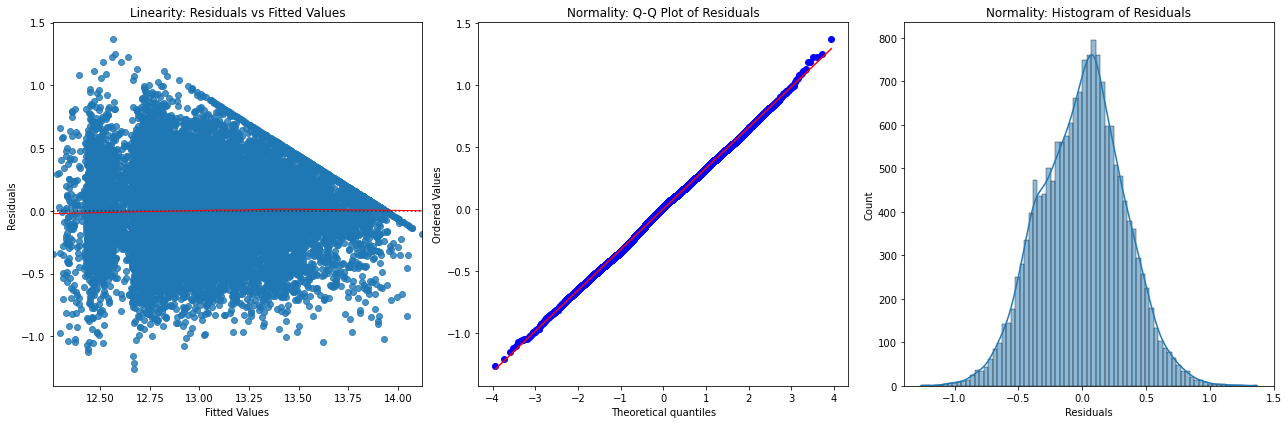 Linearity: Residuals vs Fitted Values
Residuals
1.0
0.5
0.0
−0.5
−1.0
12.50 12.75 13.00 13.25 13.50 13.75 14.00
Fitted Values
Normality: Q-Q Plot of Residuals
Ordered Values
1.5
1.0
0.5
0.0
−0.5
−1.0
−4 −3 −2 −1 0 1 2 3 4
Theoretical quantiles
Normality: Histogram of Residuals
Count
800
700
600
500
400
300
200
100
0
−1.0 −0.5 0.0 0.5 1.0 1.5
Residuals